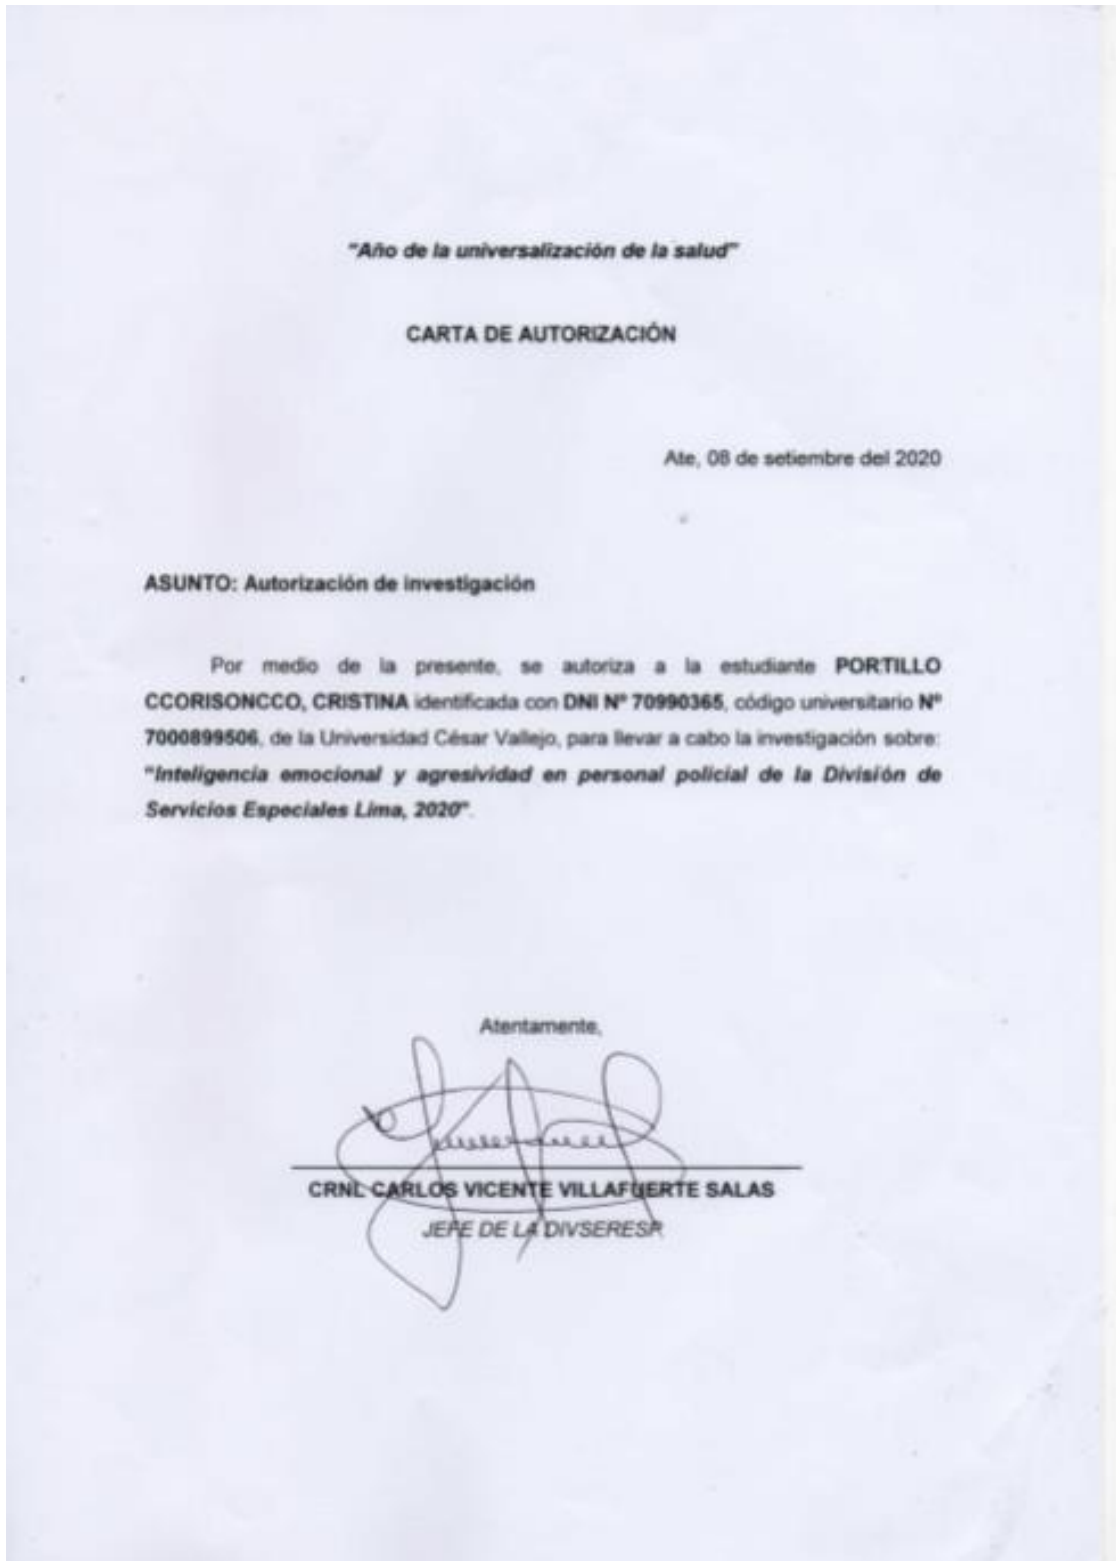 "Año de la universalización de la salud"
CARTA DE AUTORIZACIÓN
Ate, 08 de setiembre del 2020
ASUNTO: Autorización de investigación
Por medio de la presente, se autoriza a la estudiante PORTILLO
CCORISONCCO, CRISTINA identificada con DNI Nº 70990365, código universitario Nº
7000899506, de la Universidad César Vallejo, para llevar a cabo la investigación sobre:
"Inteligencia emocional y agresividad en personal policial de la División de
Servicios Especiales Lima, 2020".
Atentamente,
CRNL CARLOS VICENTE VILLAFUERTE SALAS
JEFE DE LA DIVSERESP